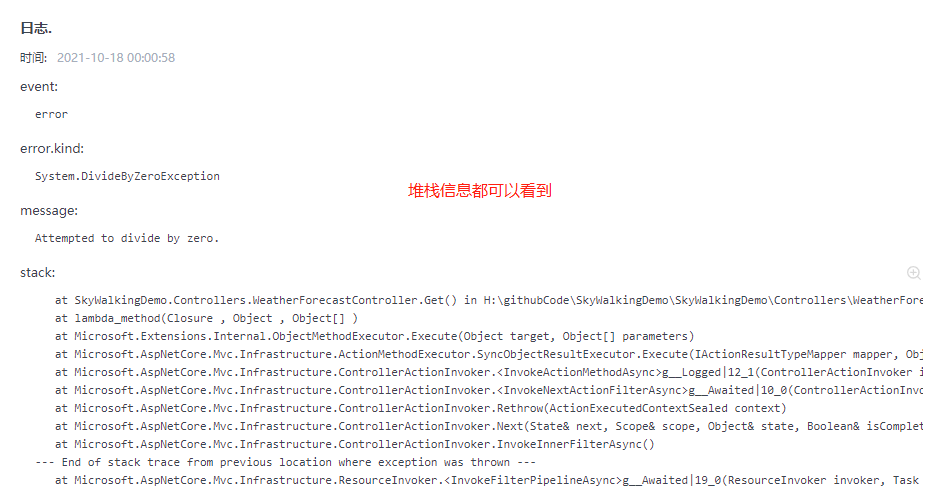 日志.
时间: 2021-10-18 00:00:58
event:
error
error.kind:
System.DivideByZeroException
堆栈信息都可以看到
message:
Attempted to divide by zero.
stack:
at SkyWalkingDemo.Controllers.WeatherForecastController.Get() in H:\githubCode\SkyWalkingDemo\SkyWalkingDemo\Controllers\WeatherFore
at lambda_method(Closure , Object , Object[] )
at Microsoft.Extensions.Internal.ObjectMethodExecutor.Execute(Object target, Object[] parameters)
at Microsoft.AspNetCore.Mvc.Infrastructure.ActionMethodExecutor.SyncObjectResultExecutor.Execute(IActionResultTypeMapper mapper, Obj
at Microsoft.AspNetCore.Mvc.Infrastructure.ControllerActionInvoker.<InvokeActionMethodAsync>g__Logged|12_1(ControllerActionInvoker i
at Microsoft.AspNetCore.Mvc.Infrastructure.ControllerActionInvoker.<InvokeNextActionFilterAsync>g__Awaited|10_0(ControllerActionInvo
at Microsoft.AspNetCore.Mvc.Infrastructure.ControllerActionInvoker.Rethrow(ActionExecutedContextSealed context)
at Microsoft.AspNetCore.Mvc.Infrastructure.ControllerActionInvoker.Next(State& next, Scope& scope, Object& state, Boolean& isComplet
at Microsoft.AspNetCore.Mvc.Infrastructure.ControllerActionInvoker.InvokeInnerFilterAsync()
--- End of stack trace from previous location where exception was thrown ---
at Microsoft.AspNetCore.Mvc.Infrastructure.ResourceInvoker.<InvokeFilterPipelineAsync>g__Awaited|19_0(ResourceInvoker invoker, Task